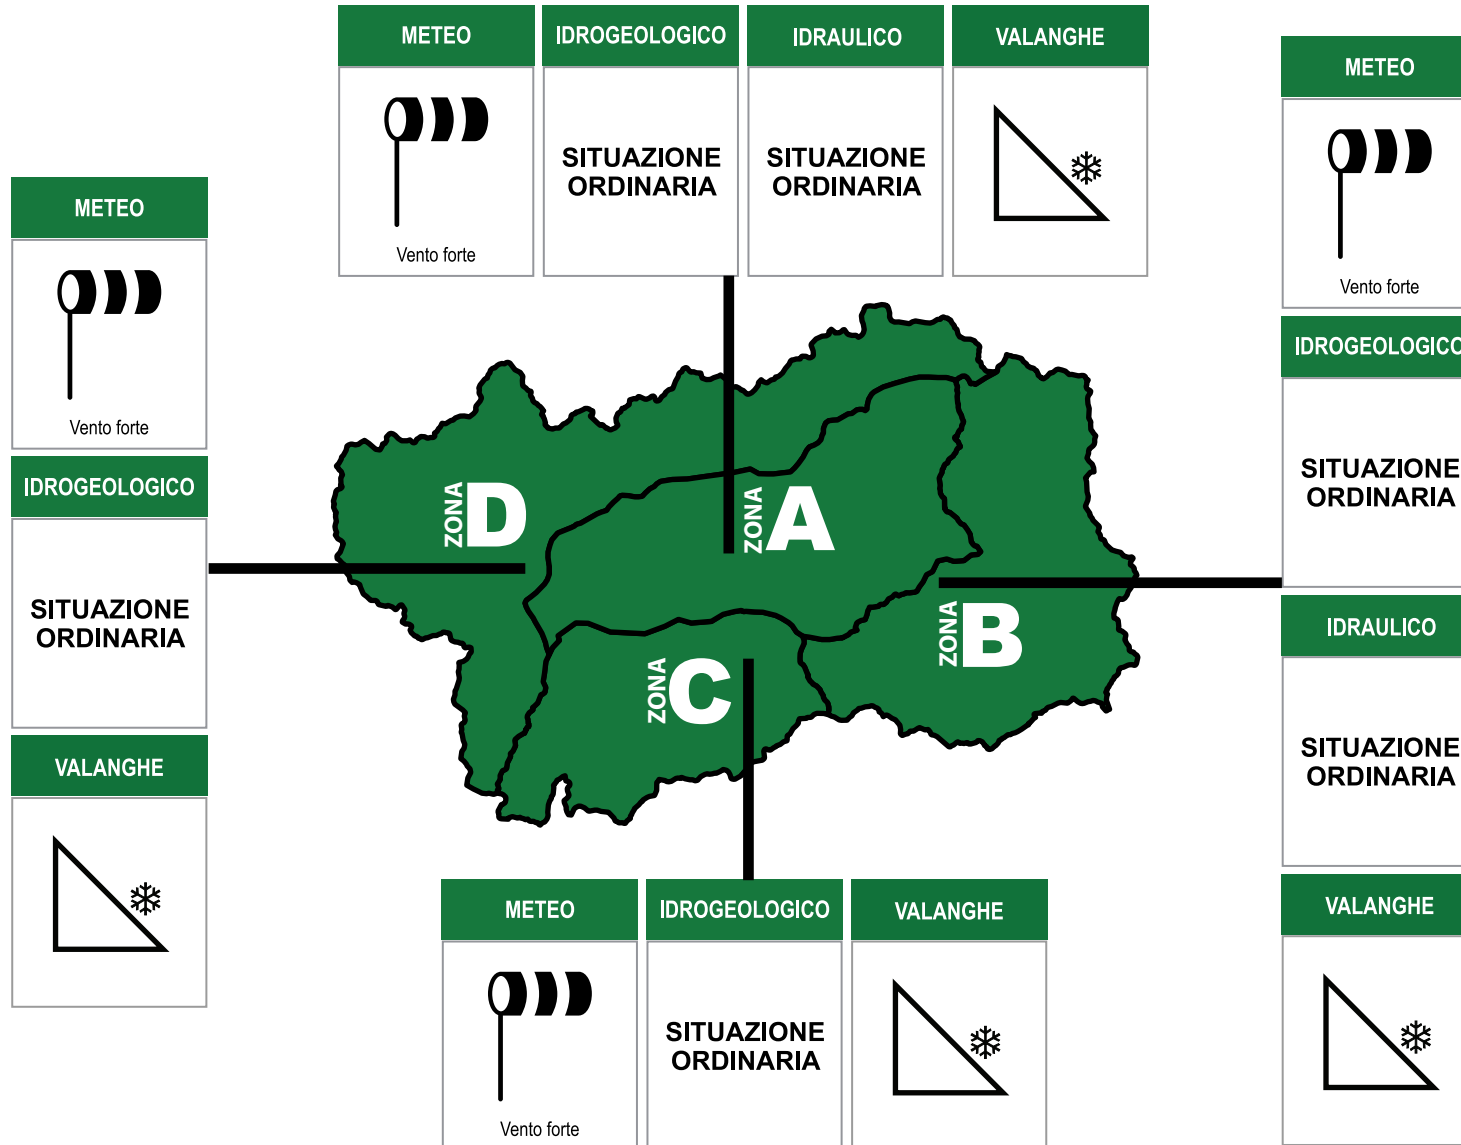 METEO
IDROGEOLOGICO
IDRAULICO
VALANGHE
Vento forte
SITUAZIONE
ORDINARIA
SITUAZIONE
ORDINARIA
METEO
Vento forte
IDROGEOLOGICO
SITUAZIONE
ORDINARIA
VALANGHE
METEO
Vento forte
IDROGEOLOGICO
SITUAZIONE
ORDINARIA
IDRAULICO
SITUAZIONE
ORDINARIA
VALANGHE
ZONA D
ZONA A
ZONA B
ZONA C
METEO
IDROGEOLOGICO
VALANGHE
Vento forte
SITUAZIONE
ORDINARIA